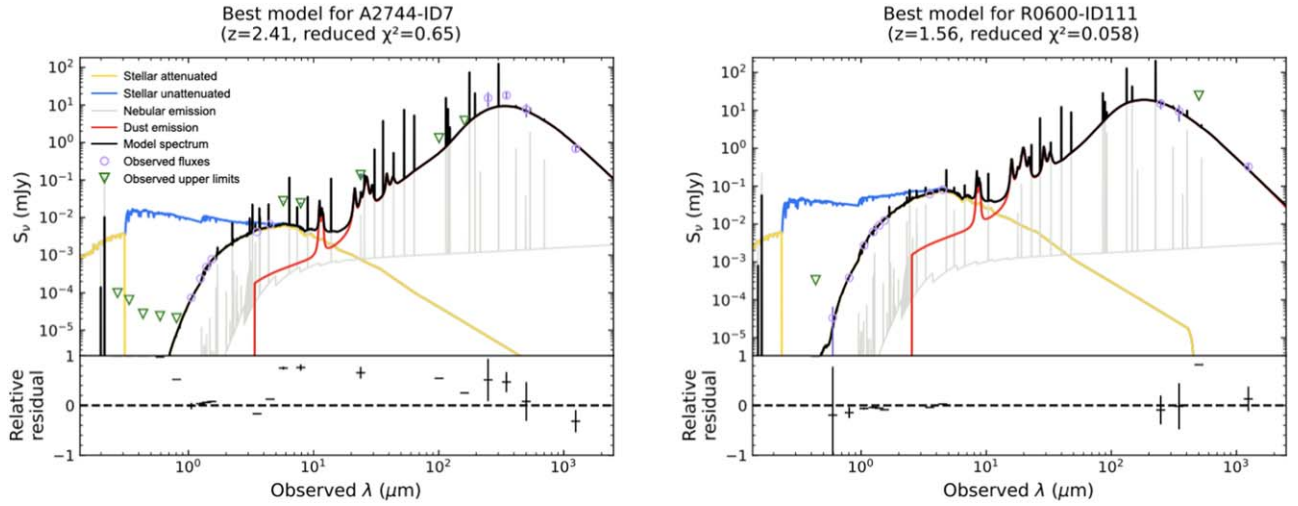 Best model for A2744-ID7
(z=2.41, reduced χ²=0.65)
10²
10¹
10⁰
10⁻¹
10⁻²
10⁻³
10⁻⁴
10⁻⁵
Sᵥ (mJy)
Stellar attenuated
Stellar unattenuated
Nebular emission
Dust emission
Model spectrum
Observed fluxes
Observed upper limits
1
0
−1
Relative
residual
10⁰ 10¹ 10² 10³
Observed λ (μm)
Best model for R0600-ID111
(z=1.56, reduced χ²=0.058)
10²
10¹
10⁰
10⁻¹
10⁻²
10⁻³
10⁻⁴
10⁻⁵
Sᵥ (mJy)
1
0
−1
Relative
residual
10⁰ 10¹ 10² 10³
Observed λ (μm)